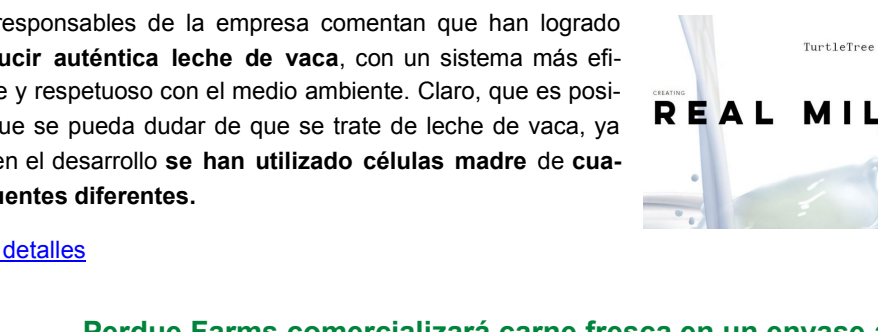 responsables de la empresa comentan que han logrado
ucir auténtica leche de vaca, con un sistema más efi-
e y respetuoso con el medio ambiente. Claro, que es posi-
ue se pueda dudar de que se trate de leche de vaca, ya
en el desarrollo se han utilizado células madre de cua-
uentes diferentes.
detalles
TurtleTree
CREATING
REAL MIL
Perdue Farms comercializará carne fresca en un envase a